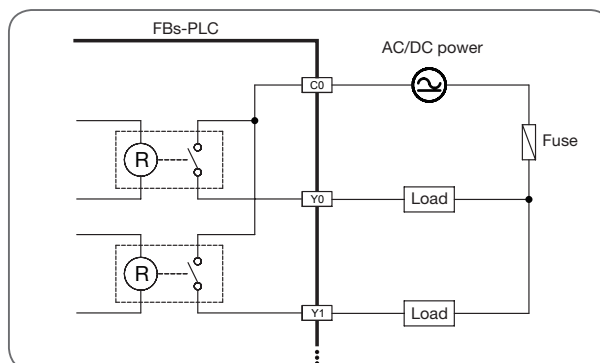 FBs-PLC
AC/DC power
C0
Fuse
R
Y0
Load
R
Y1
Load